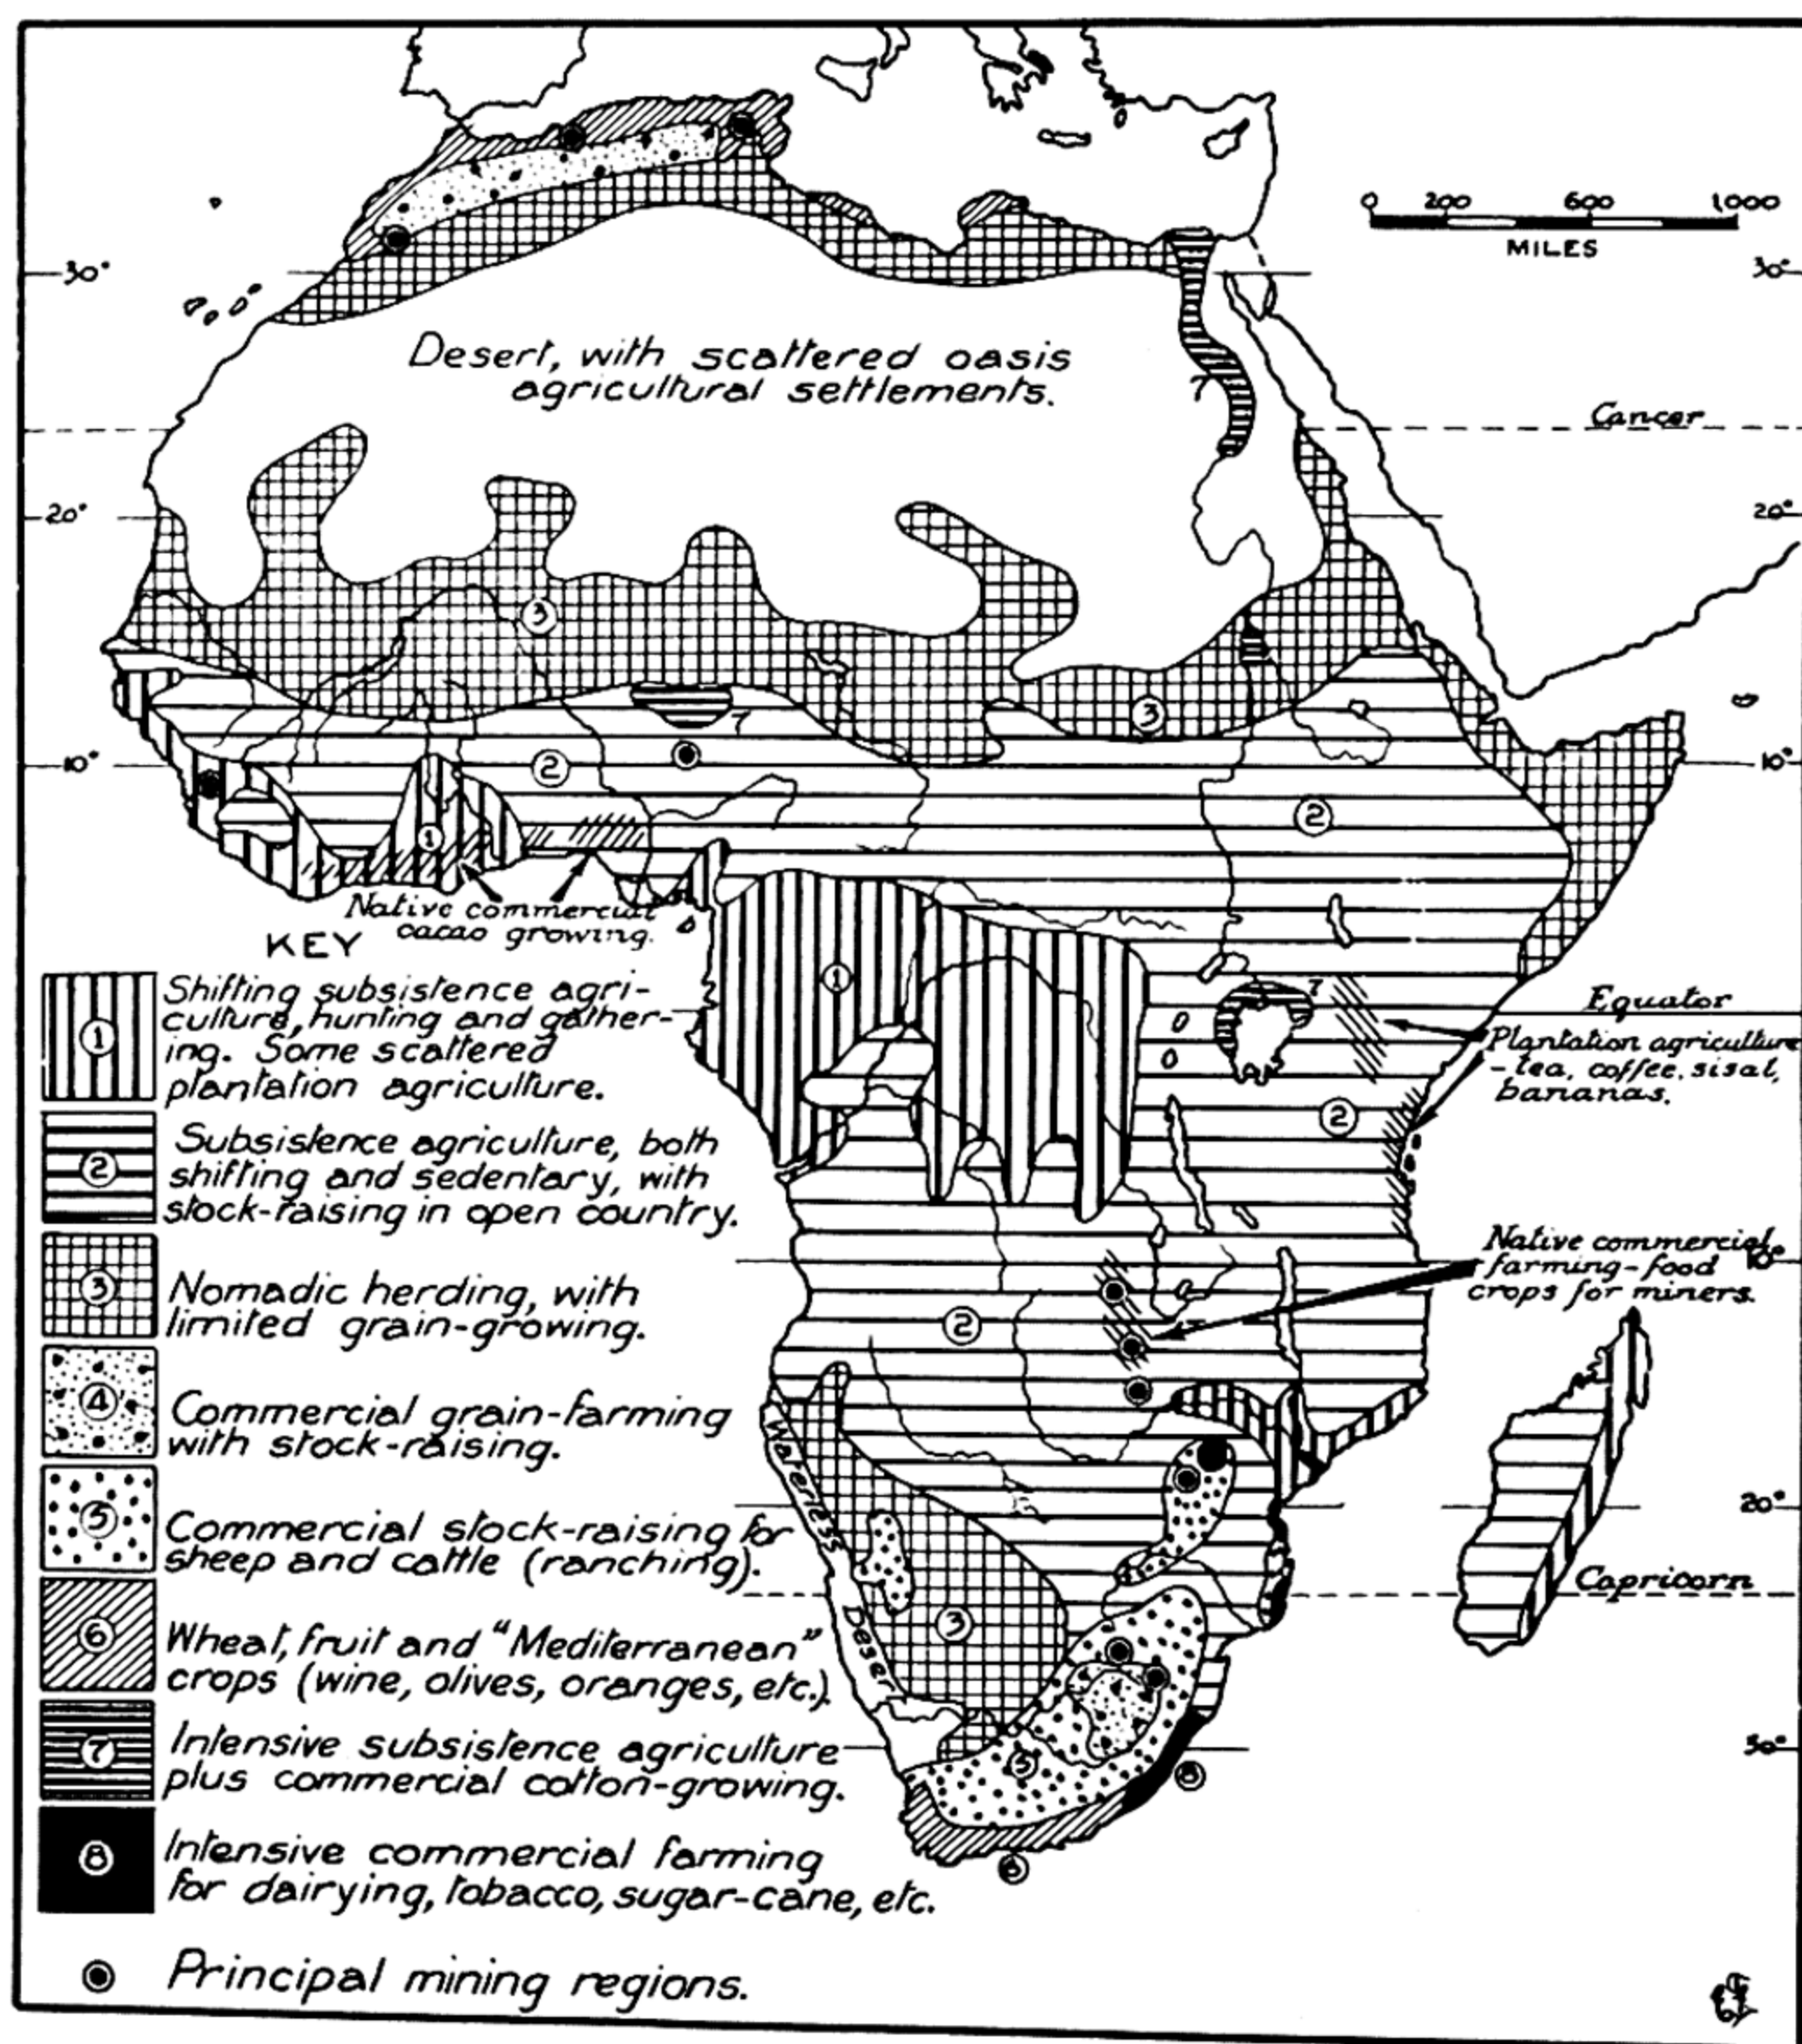 0 200 600 1000
MILES
30° 30°
Desert, with scattered oasis
agricultural settlements.
7
Cancer
20° 20°
3
3
7
10° 10°
2
2
1
Native commercial
cacao growing.
1
7
Equator
Plantation agriculture
- tea, coffee, sisal,
bananas.
2
Native commercial
farming-food
crops for miners.
10°
2
Waterless
Desert
20°
Capricorn
3
30°
5
8
6
KEY
1 Shifting subsistence agri-
culture, hunting and gather-
ing. Some scattered
plantation agriculture.
2 Subsistence agriculture, both
shifting and sedentary, with
stock-raising in open country.
3 Nomadic herding, with
limited grain-growing.
4 Commercial grain-farming
with stock-raising.
5 Commercial stock-raising for
sheep and cattle (ranching).
6 Wheat, fruit and "Mediterranean"
crops (wine, olives, oranges, etc.).
7 Intensive subsistence agriculture
plus commercial cotton-growing.
8 Intensive commercial farming
for dairying, tobacco, sugar-cane, etc.
Principal mining regions.